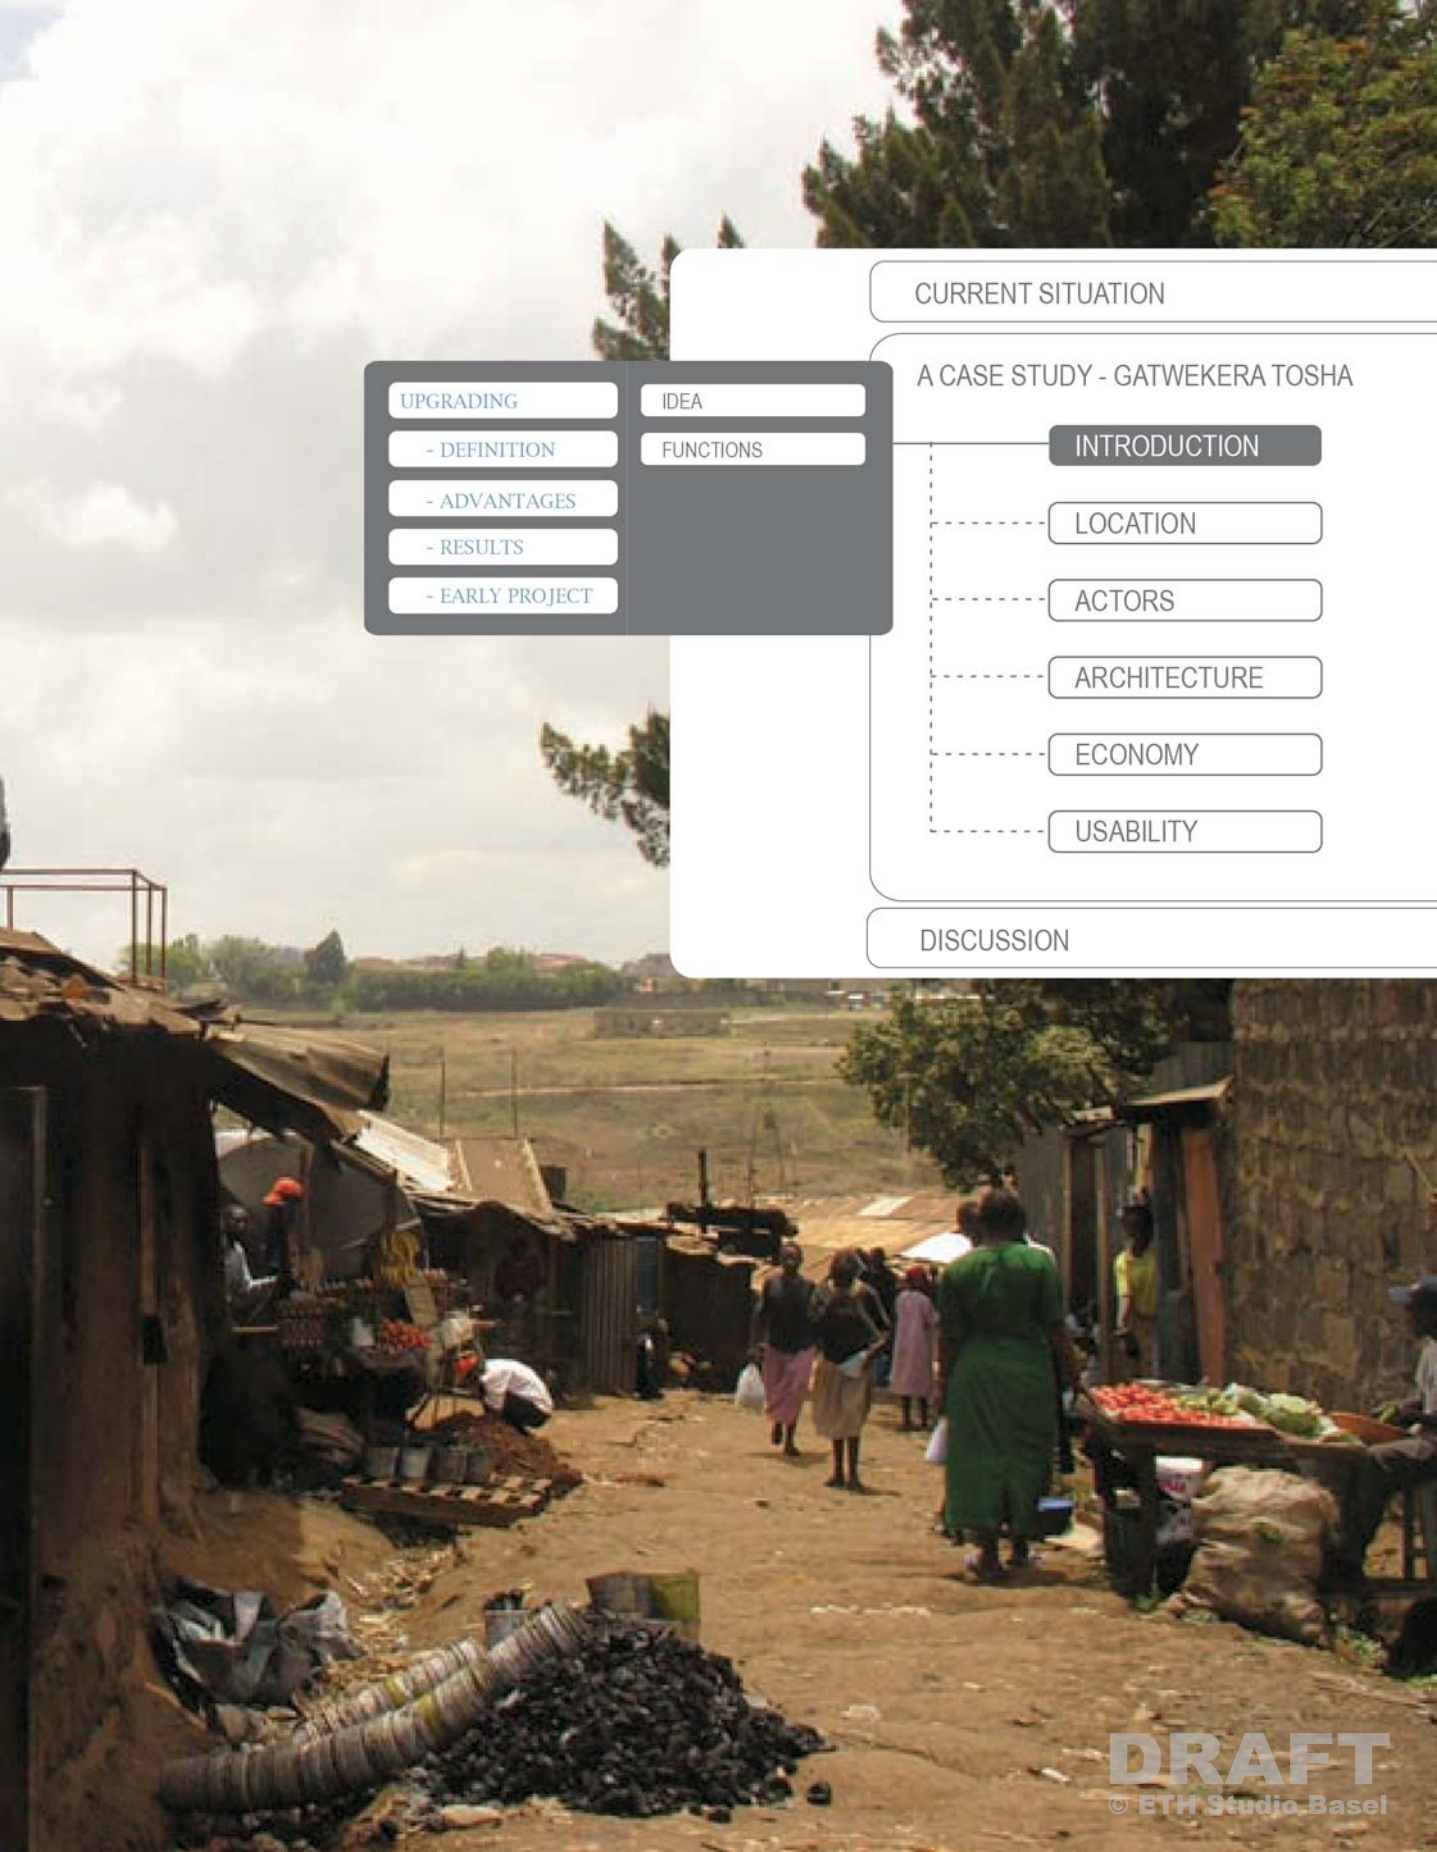 CURRENT SITUATION
A CASE STUDY - GATWEKERA TOSHA
UPGRADING
- DEFINITION
- ADVANTAGES
- RESULTS
- EARLY PROJECT
IDEA
FUNCTIONS
INTRODUCTION
LOCATION
ACTORS
ARCHITECTURE
ECONOMY
USABILITY
DISCUSSION
DRAFT
© ETH Studio Basel